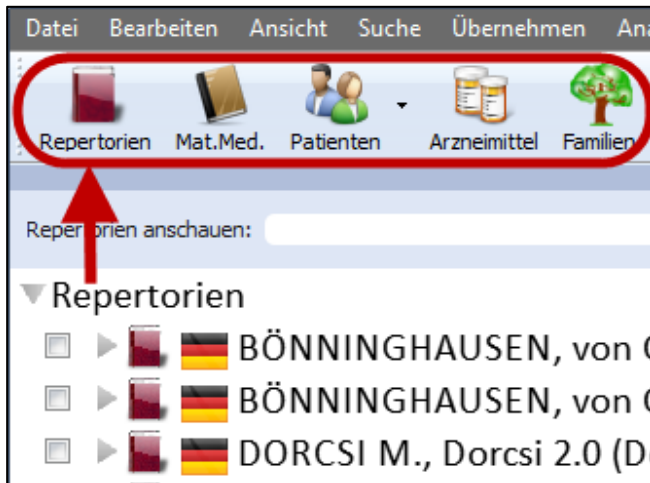 Datei Bearbeiten Ansicht Suche Übernehmen
Repertorien Mat.Med. Patienten Arzneimittel Familien
Repertorien anschauen:
Repertorien
BÖNNINGHAUSEN, von
BÖNNINGHAUSEN, von
DORCSI M., Dorcsi 2.0